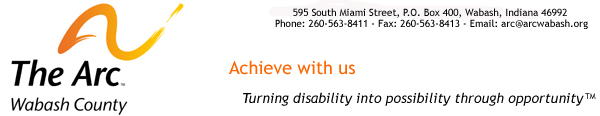 595 South Miami Street, P.O. Box 400, Wabash, Indiana 46992
Phone: 260-563-8411 - Fax: 260-563-8413 - Email: arc@arcwabash.org
The Arc™
Wabash County
Achieve with us
Turning disability into possibility through opportunity™